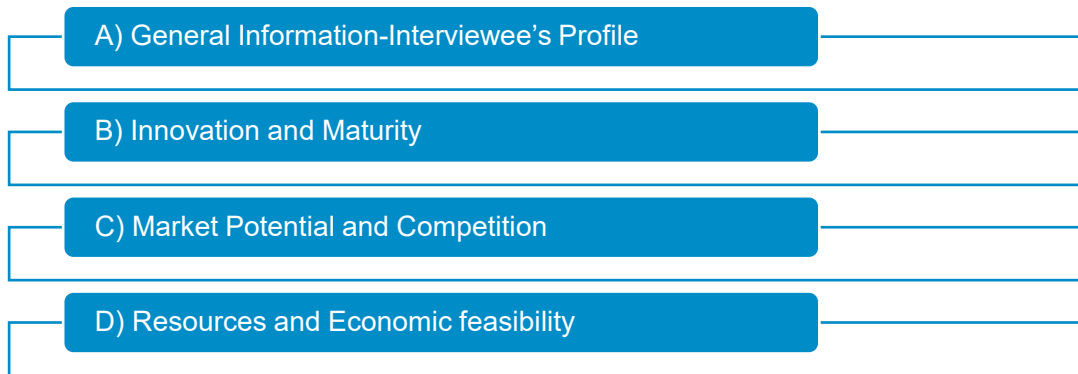 A) General Information-Interviewee's Profile
B) Innovation and Maturity
C) Market Potential and Competition
D) Resources and Economic feasibility